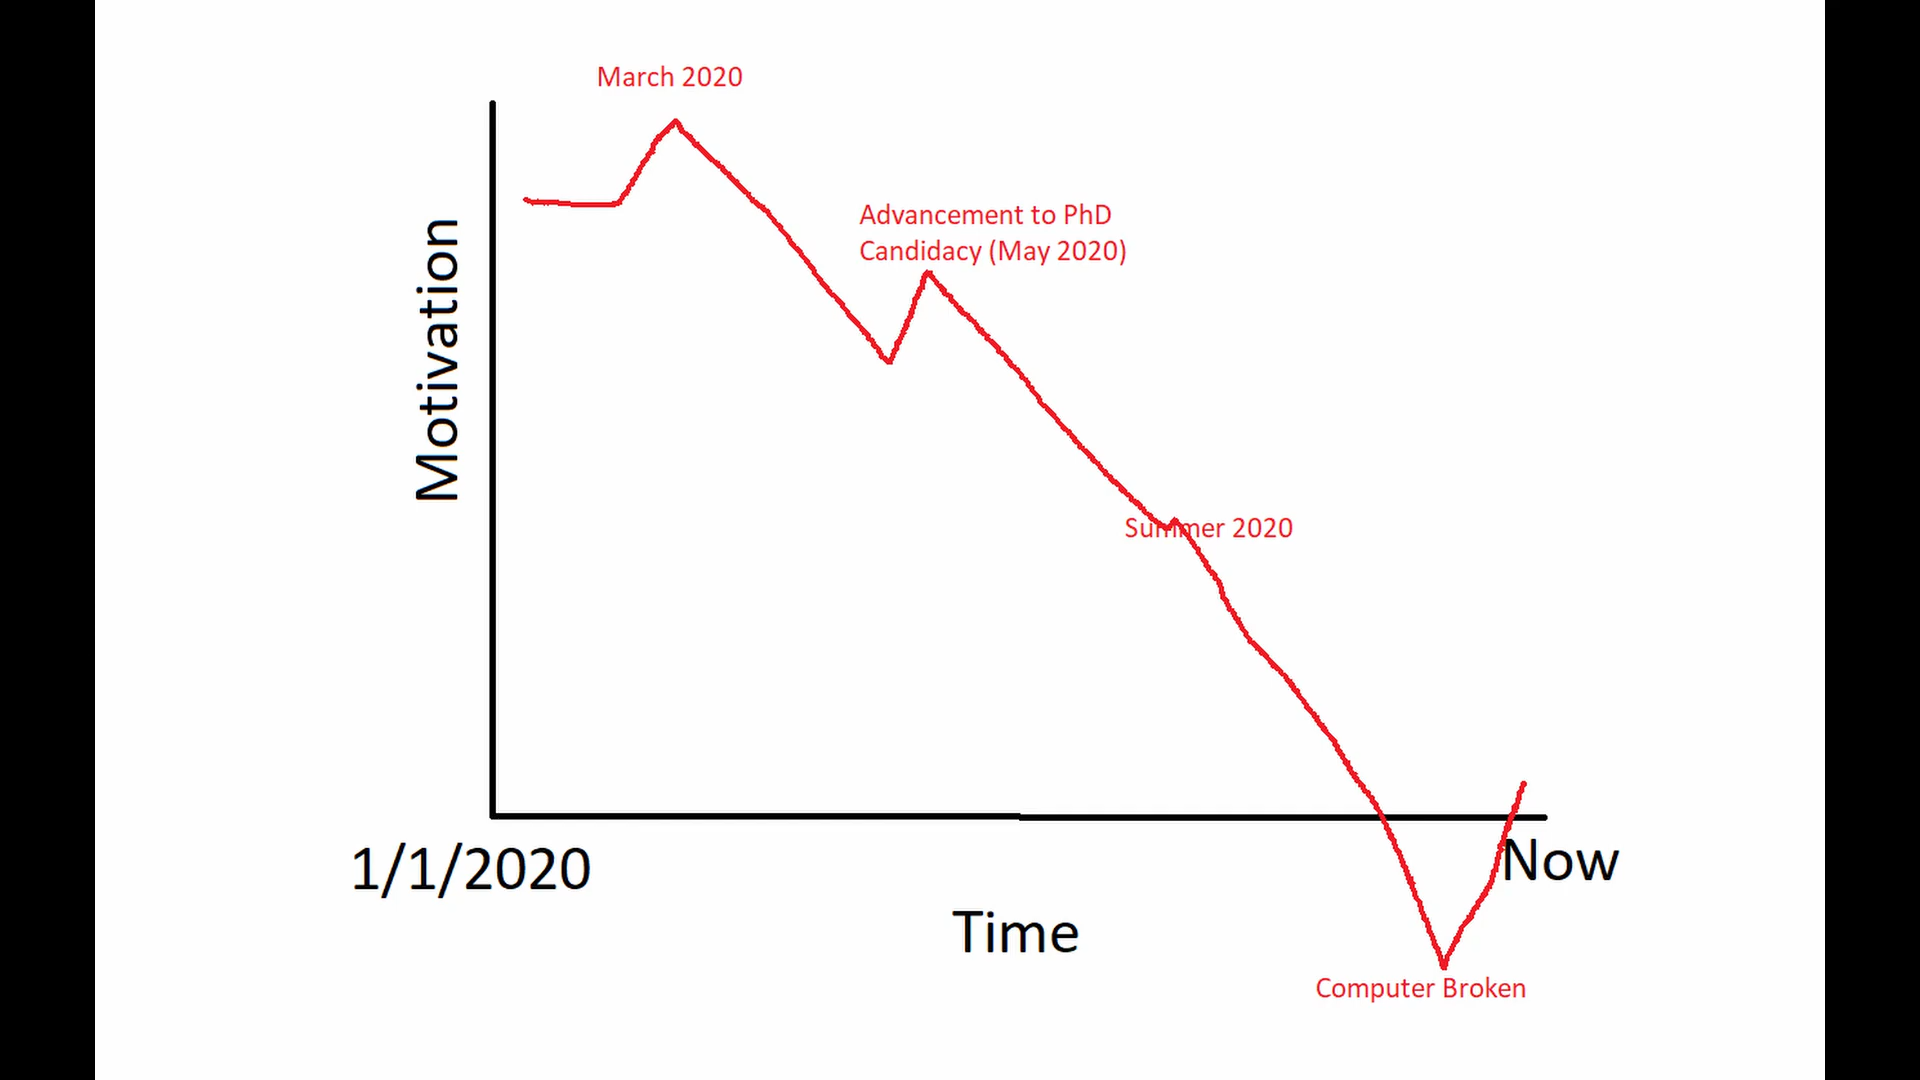 March 2020
Advancement to PhD
Candidacy (May 2020)
Motivation
Summer 2020
1/1/2020
Now
Time
Computer Broken